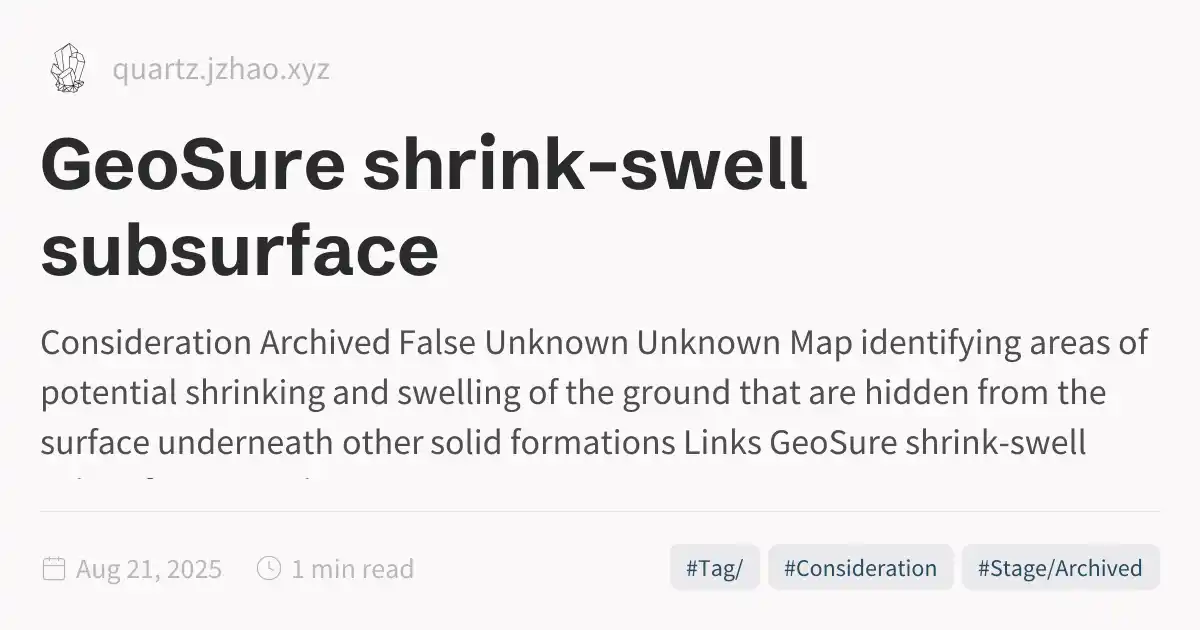 quartz.jzhao.xyz
GeoSure shrink-swell
subsurface
Consideration Archived False Unknown Unknown Map identifying areas of
potential shrinking and swelling of the ground that are hidden from the
surface underneath other solid formations Links GeoSure shrink-swell
Aug 21, 2025
1 min read
#Tag/
#Consideration
#Stage/Archived